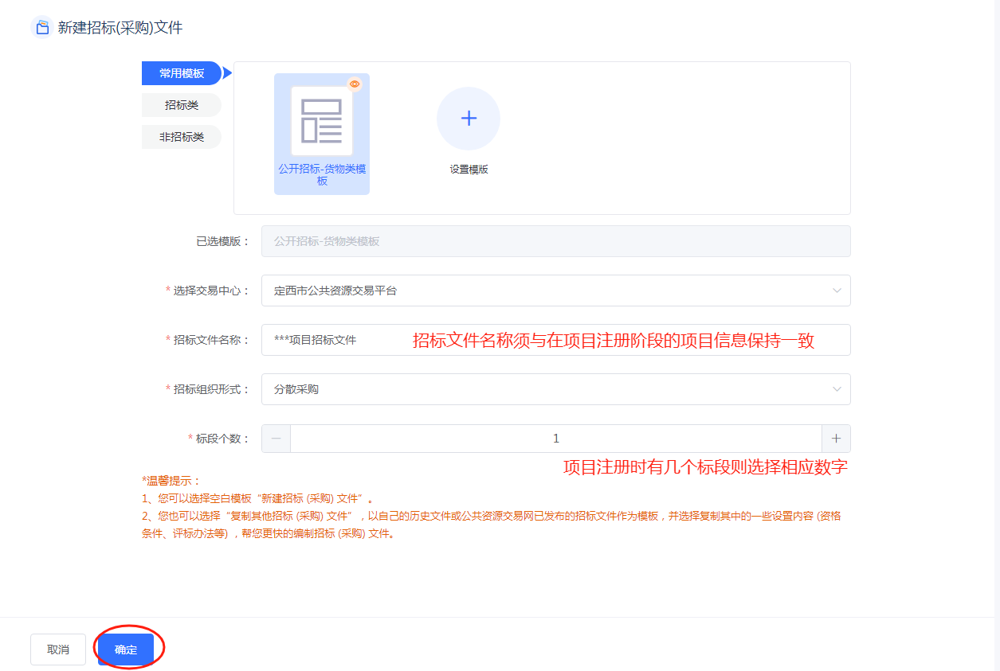 新建招标(采购)文件
常用模板
招标类
非招标类
公开招标-货物类模
板
设置模版
已选模版：
公开招标-货物类模板
* 选择交易中心：
定西市公共资源交易平台
* 招标文件名称：
***项目招标文件
招标文件名称须与在项目注册阶段的项目信息保持一致
* 招标组织形式：
分散采购
* 标段个数：
1
项目注册时有几个标段则选择相应数字
*温馨提示：
1、您可以选择空白模板“新建招标 (采购) 文件”。
2、您也可以选择“复制其他招标 (采购) 文件”，以自己的历史文件或公共资源交易网已发布的招标文件作为模板，并选择复制其中的一些设置内容 (资格
条件、评标办法等) ，帮您更快的编制招标 (采购) 文件。
取消
确定